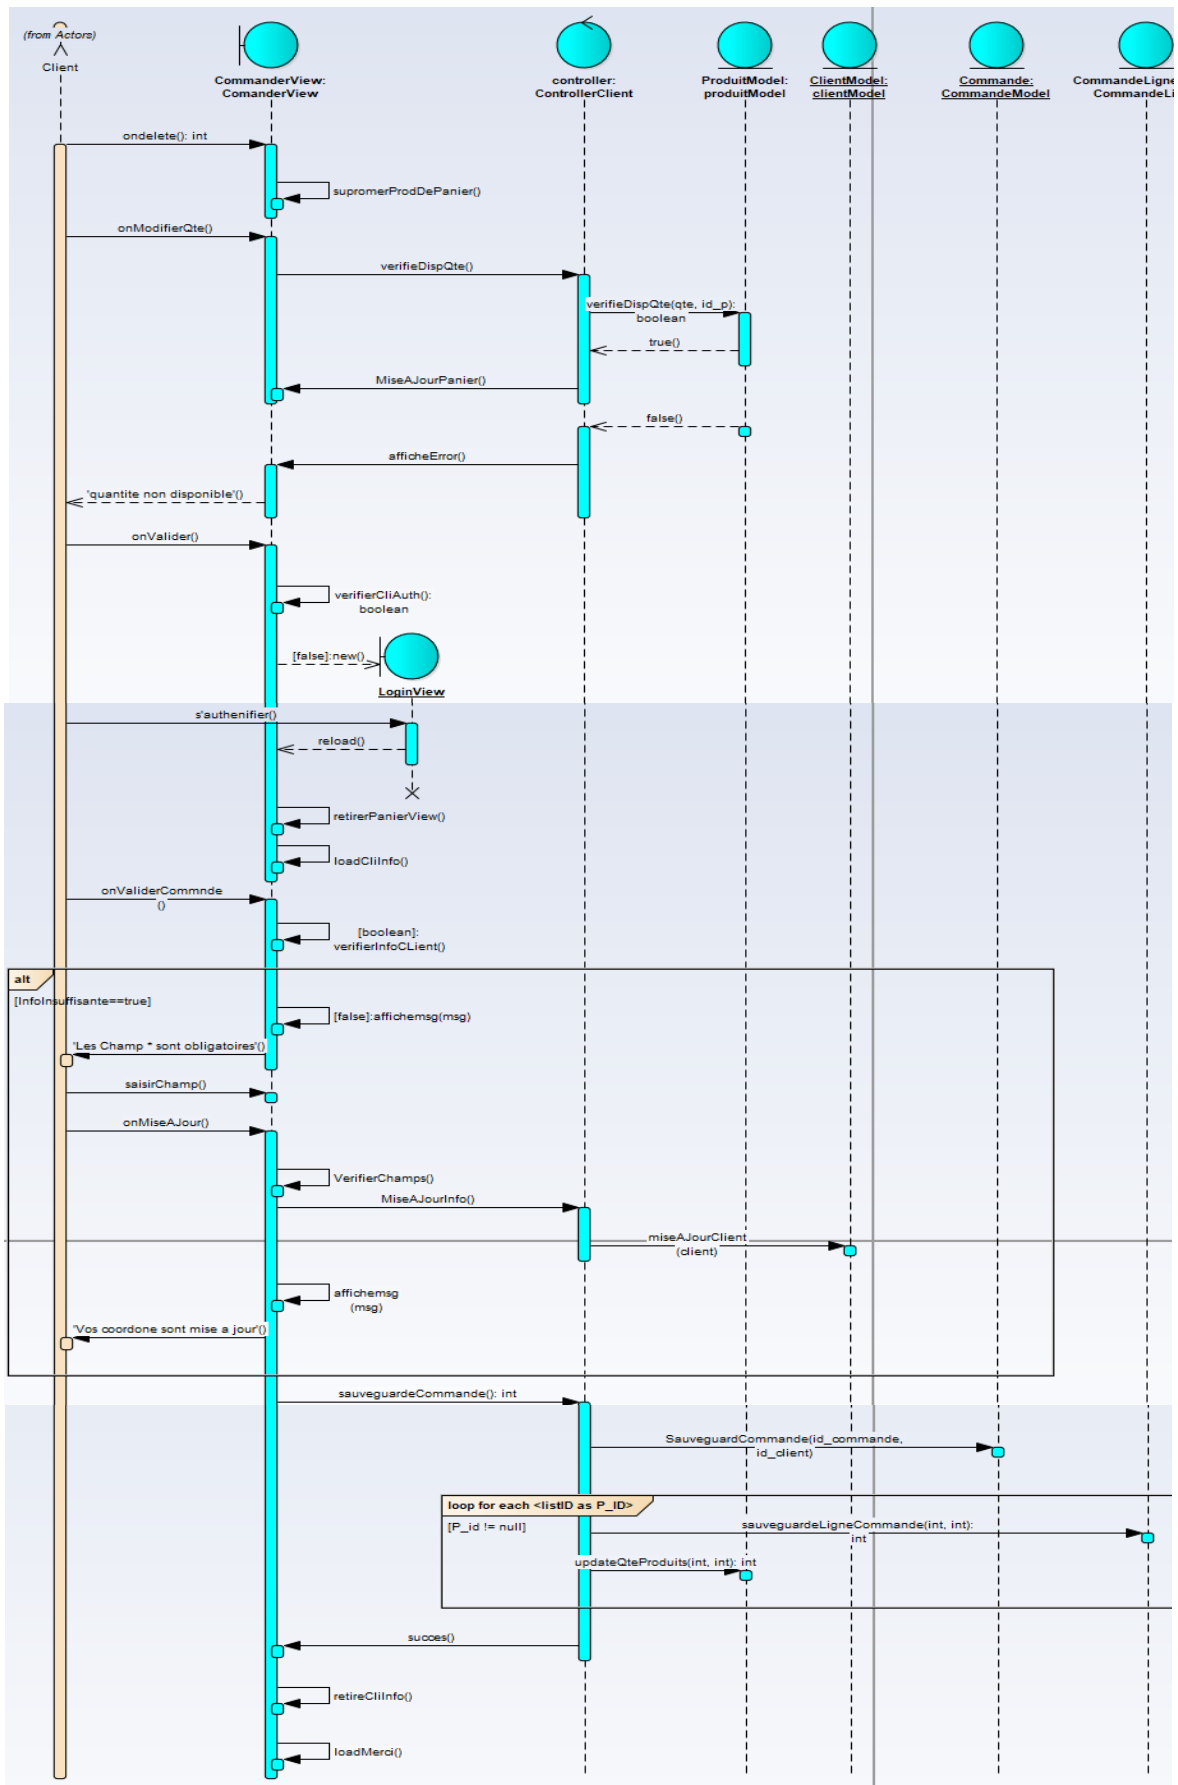 (from Actors)
Client
CommanderView:
ComanderView
controller:
ControllerClient
ProduitModel:
produitModel
ClientModel:
clientModel
Commande:
CommandeModel
CommandeLigne
CommandeLi
ondelete(): int
supromerProdDePanier()
onModifierQte()
verifieDispQte()
verifieDispQte(qte, id_p):
boolean
true()
MiseAJourPanier()
false()
afficheError()
'quantite non disponible'()
onValider()
verifierCliAuth():
boolean
[false]:new()
LoginView
s'authenifier()
reload()
retirerPanierView()
loadCliInfo()
onValiderCommnde
()
[boolean]:
verifierInfoCLient()
alt
[InfoInsuffisante==true]
[false]:affichemsg(msg)
'Les Champ * sont obligatoires'()
saisirChamp()
onMiseAJour()
VerifierChamps()
MiseAJourInfo()
miseAJourClient
(client)
affichemsg
(msg)
'Vos coordone sont mise a jour'()
sauveguardeCommande(): int
SauveguardCommande(id_commande,
id_client)
loop for each <listID as P_ID>
[P_id != null]
sauveguardeLigneCommande(int, int):
int
updateQteProduits(int, int): int
succes()
retireCliInfo()
loadMerci()